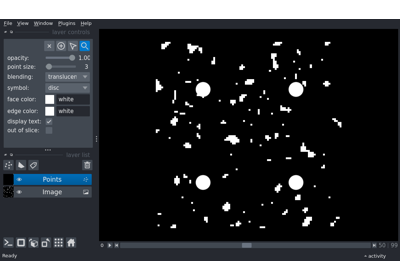 File View Window Plugins Help
layer controls
opacity: 1.00
point size: 3
blending: translucen
symbol: disc
face color: white
edge color: white
display text:
out of slice:
layer list
Points
Image
0 50 99
Ready activity